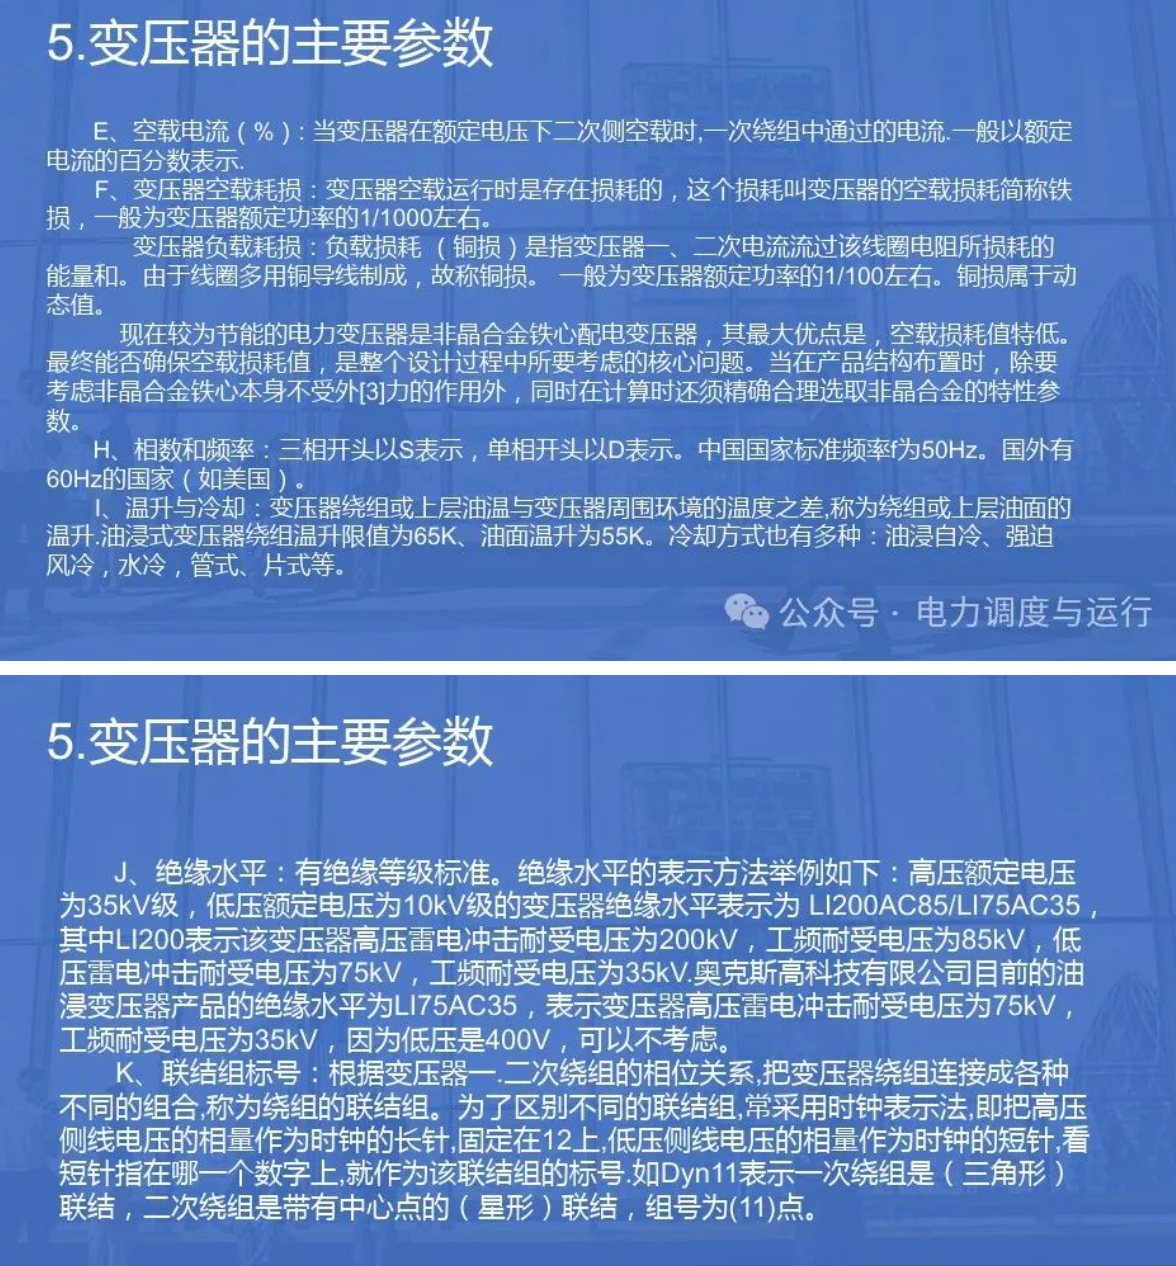 5.变压器的主要参数
E、空载电流（%）：当变压器在额定电压下二次侧空载时,一次绕组中通过的电流.一般以额定
电流的百分数表示.
F、变压器空载耗损：变压器空载运行时是存在损耗的，这个损耗叫变压器的空载损耗简称铁
损，一般为变压器额定功率的1/1000左右。
变压器负载耗损：负载损耗 （铜损）是指变压器一、二次电流流过该线圈电阻所损耗的
能量和。由于线圈多用铜导线制成，故称铜损。 一般为变压器额定功率的1/100左右。铜损属于动
态值。
现在较为节能的电力变压器是非晶合金铁心配电变压器，其最大优点是，空载损耗值特低。
最终能否确保空载损耗值，是整个设计过程中所要考虑的核心问题。当在产品结构布置时，除要
考虑非晶合金铁心本身不受外[3]力的作用外，同时在计算时还须精确合理选取非晶合金的特性参
数。
H、相数和频率：三相开头以S表示，单相开头以D表示。中国国家标准频率f为50Hz。国外有
60Hz的国家（如美国）。
I、温升与冷却：变压器绕组或上层油温与变压器周围环境的温度之差,称为绕组或上层油面的
温升.油浸式变压器绕组温升限值为65K、油面温升为55K。冷却方式也有多种：油浸自冷、强迫
风冷，水冷，管式、片式等。
公众号 · 电力调度与运行
5.变压器的主要参数
J、绝缘水平：有绝缘等级标准。绝缘水平的表示方法举例如下：高压额定电压
为35kV级，低压额定电压为10kV级的变压器绝缘水平表示为 LI200AC85/LI75AC35，
其中LI200表示该变压器高压雷电冲击耐受电压为200kV，工频耐受电压为85kV，低
压雷电冲击耐受电压为75kV，工频耐受电压为35kV.奥克斯高科技有限公司目前的油
浸变压器产品的绝缘水平为LI75AC35，表示变压器高压雷电冲击耐受电压为75kV，
工频耐受电压为35kV，因为低压是400V，可以不考虑。
K、联结组标号：根据变压器一.二次绕组的相位关系,把变压器绕组连接成各种
不同的组合,称为绕组的联结组。为了区别不同的联结组,常采用时钟表示法,即把高压
侧线电压的相量作为时钟的长针,固定在12上,低压侧线电压的相量作为时钟的短针,看
短针指在哪一个数字上,就作为该联结组的标号.如Dyn11表示一次绕组是（三角形）
联结，二次绕组是带有中心点的（星形）联结，组号为(11)点。